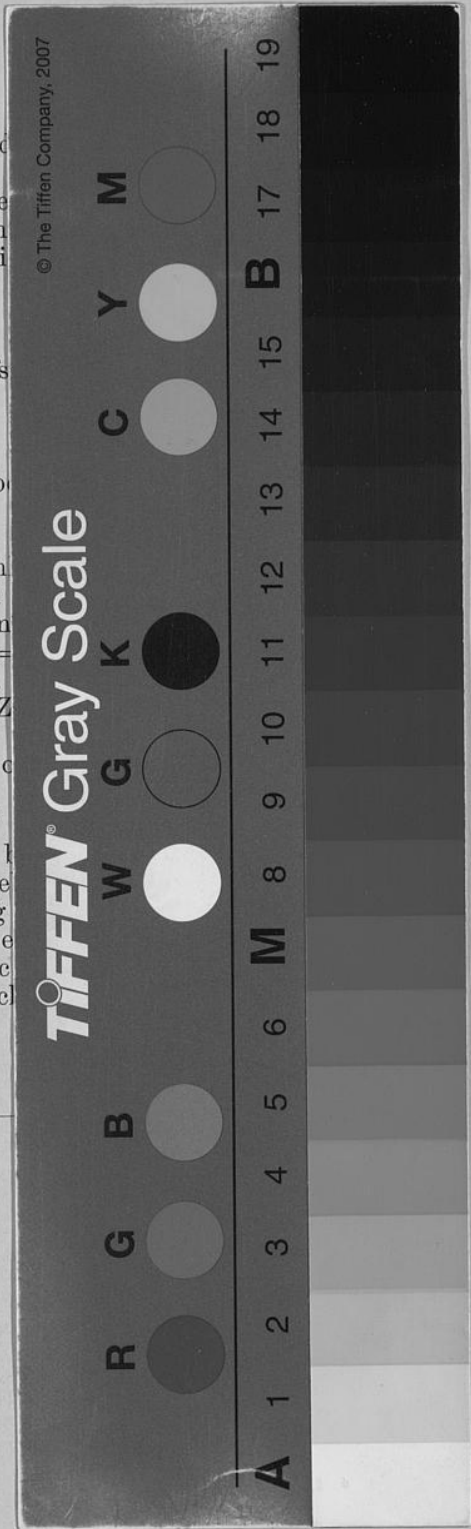 © The Tiffen Company, 2007
TIFFEN® Gray Scale
R G B W G K C Y M
A 1 2 3 4 5 6 M 8 9 10 11 12 13 14 15 B 17 18 19